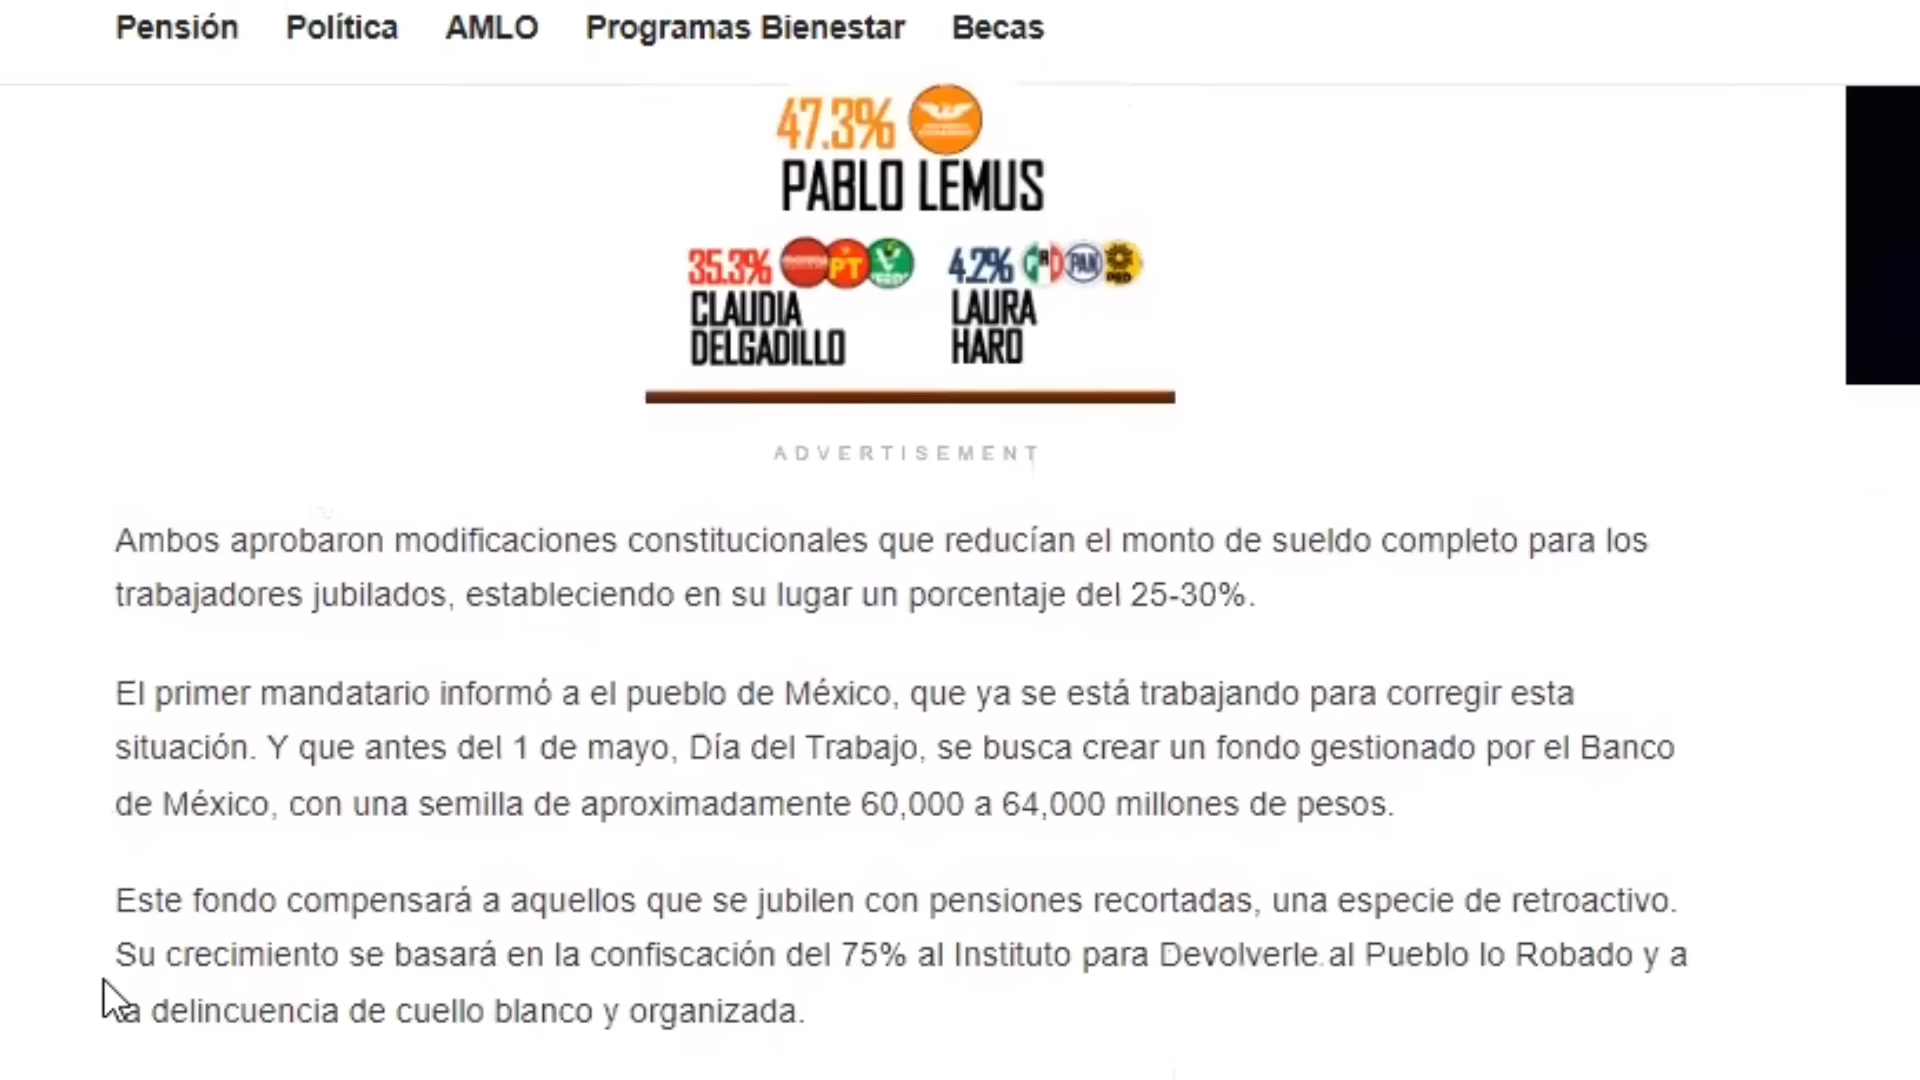 Pensión Política AMLO Programas Bienestar Becas
47.3%
PABLO LEMUS
35.3% PT VERDE 4.2% PRI PAN PRD
CLAUDIA DELGADILLO
LAURA HARO
ADVERTISEMENT
Ambos aprobaron modificaciones constitucionales que reducían el monto de sueldo completo para los
trabajadores jubilados, estableciendo en su lugar un porcentaje del 25-30%.
El primer mandatario informó a el pueblo de México, que ya se está trabajando para corregir esta
situación. Y que antes del 1 de mayo, Día del Trabajo, se busca crear un fondo gestionado por el Banco
de México, con una semilla de aproximadamente 60,000 a 64,000 millones de pesos.
Este fondo compensará a aquellos que se jubilen con pensiones recortadas, una especie de retroactivo.
Su crecimiento se basará en la confiscación del 75% al Instituto para Devolverle al Pueblo lo Robado y a
la delincuencia de cuello blanco y organizada.